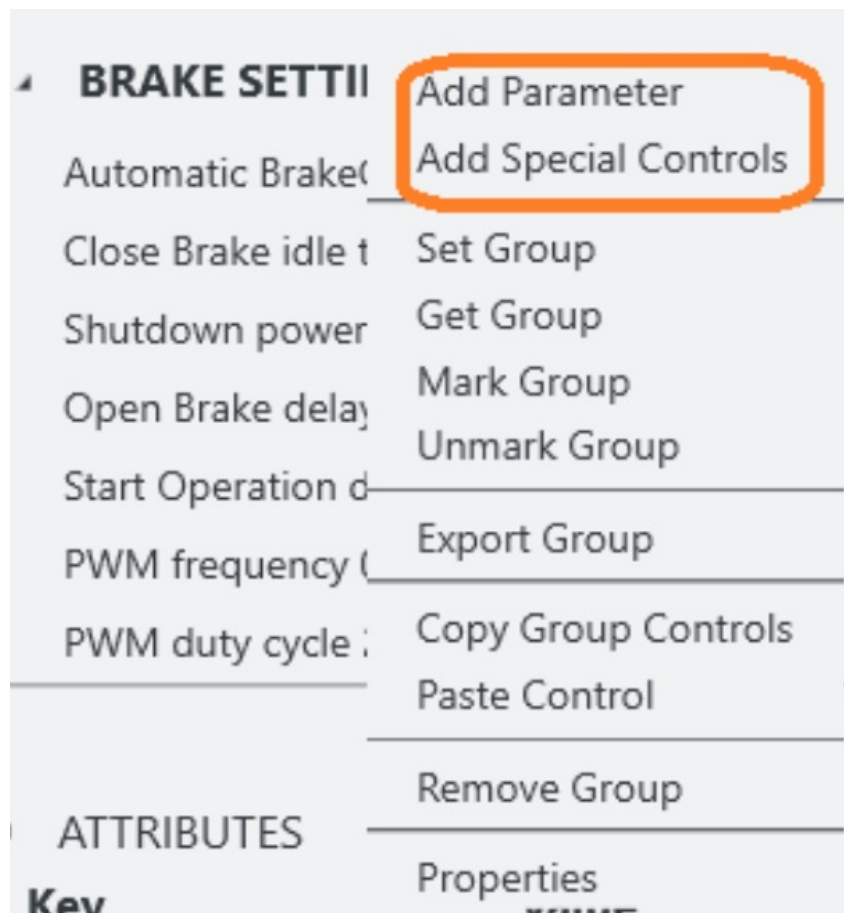 BRAKE SETTI
Automatic Brake
Close Brake idle t
Shutdown power
Open Brake delay
Start Operation d
PWM frequency
PWM duty cycle
ATTRIBUTES
Key
Add Parameter
Add Special Controls
Set Group
Get Group
Mark Group
Unmark Group
Export Group
Copy Group Controls
Paste Control
Remove Group
Properties